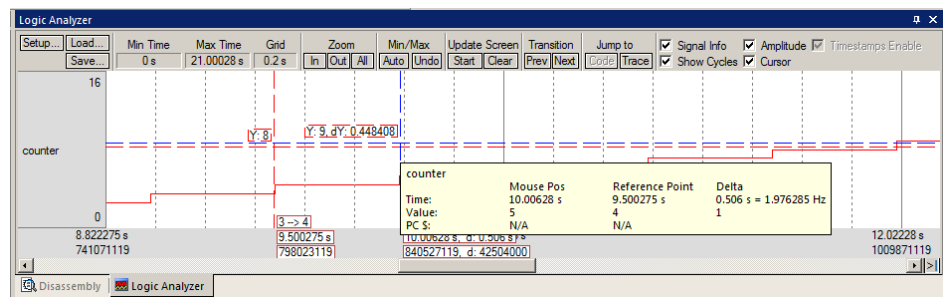 Logic Analyzer
Setup... Load... Min Time Max Time Grid Zoom Min/Max Update Screen Transition Jump to Signal Info Amplitude Timestamps Enable
Save... 0 s 21.00028 s 0.2 s In Out All Auto Undo Start Clear Prev Next Code Trace Show Cycles Cursor
16
Y: 8 Y: 9, dY: 0.448408
counter
counter
Mouse Pos Reference Point Delta
Time: 10.00628 s 9.500275 s 0.506 s = 1.976285 Hz
Value: 5 4 1
PC $: N/A N/A
0 3 --> 4
8.822275 s 9.500275 s 10.00628 s, d: 0.506 s 12.02228 s
741071119 798023119 840527119, d: 42504000 1009871119
Disassembly Logic Analyzer